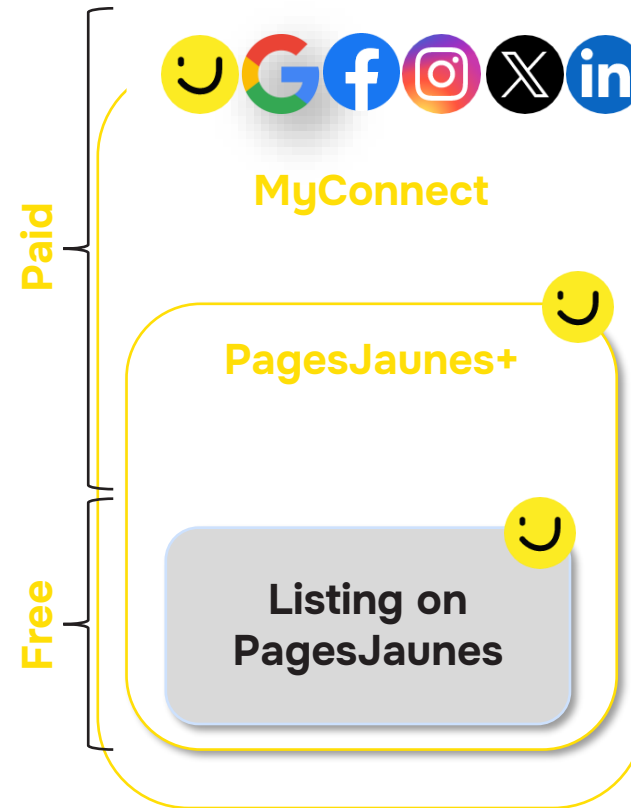 MyConnect
Paid
PagesJaunes+
Free
Listing on
PagesJaunes